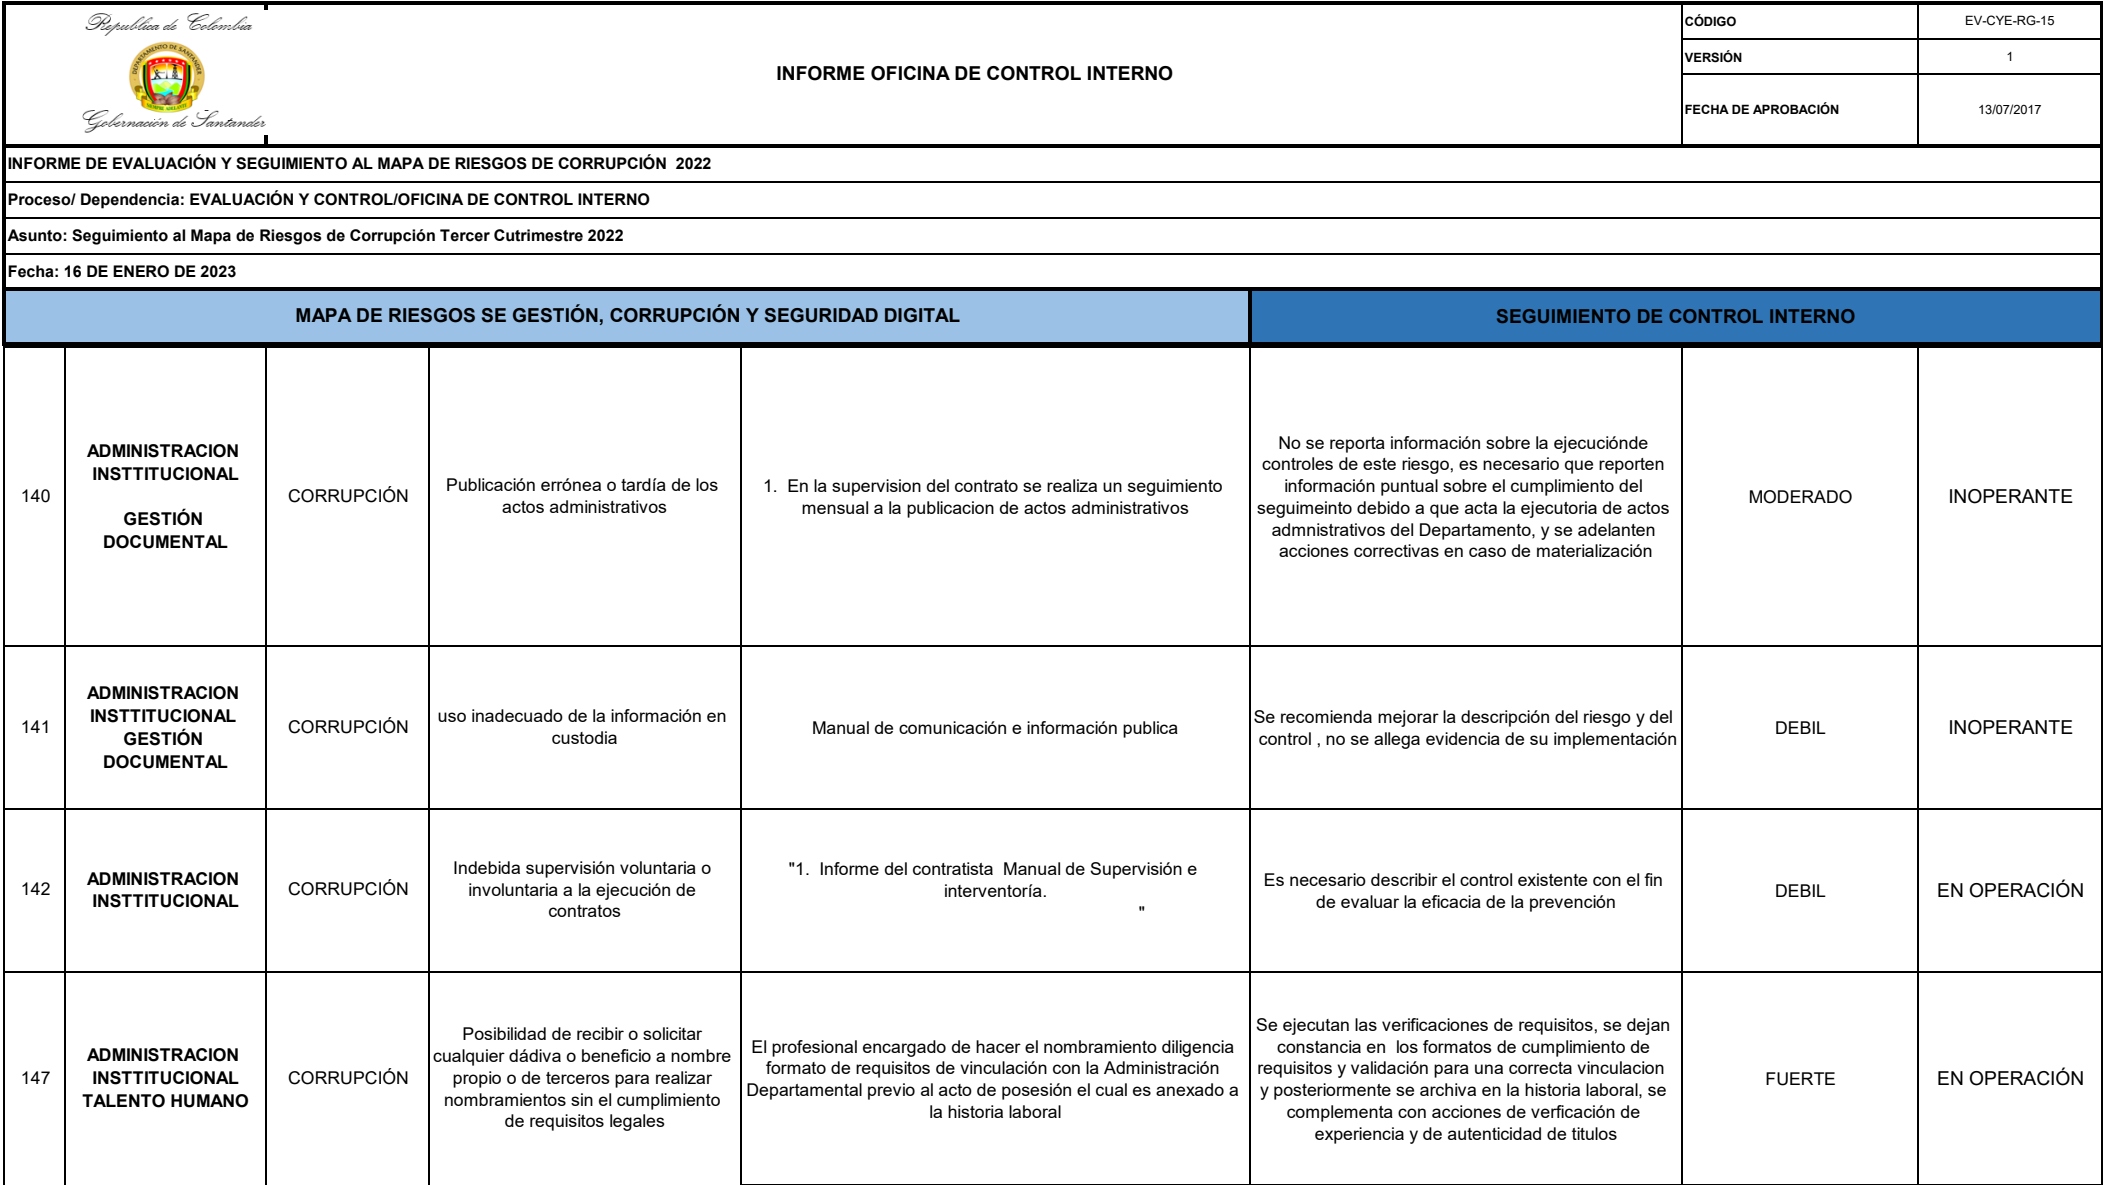 República de Colombia
DEPARTAMENTO DE SANTANDER
SIEMPRE ADELANTE
Gobernación de Santander
INFORME OFICINA DE CONTROL INTERNO
CÓDIGO
EV-CYE-RG-15
VERSIÓN
1
FECHA DE APROBACIÓN
13/07/2017
INFORME DE EVALUACIÓN Y SEGUIMIENTO AL MAPA DE RIESGOS DE CORRUPCIÓN 2022
Proceso/ Dependencia: EVALUACIÓN Y CONTROL/OFICINA DE CONTROL INTERNO
Asunto: Seguimiento al Mapa de Riesgos de Corrupción Tercer Cutrimestre 2022
Fecha: 16 DE ENERO DE 2023
MAPA DE RIESGOS SE GESTIÓN, CORRUPCIÓN Y SEGURIDAD DIGITAL
SEGUIMIENTO DE CONTROL INTERNO
140
ADMINISTRACION
INSTTITUCIONAL
GESTIÓN
DOCUMENTAL
CORRUPCIÓN
Publicación errónea o tardía de los
actos administrativos
1. En la supervision del contrato se realiza un seguimiento
mensual a la publicacion de actos administrativos
No se reporta información sobre la ejecuciónde
controles de este riesgo, es necesario que reporten
información puntual sobre el cumplimiento del
seguimeinto debido a que acta la ejecutoria de actos
admnistrativos del Departamento, y se adelanten
acciones correctivas en caso de materialización
MODERADO
INOPERANTE
141
ADMINISTRACION
INSTTITUCIONAL
GESTIÓN
DOCUMENTAL
CORRUPCIÓN
uso inadecuado de la información en
custodia
Manual de comunicación e información publica
Se recomienda mejorar la descripción del riesgo y del
control , no se allega evidencia de su implementación
DEBIL
INOPERANTE
142
ADMINISTRACION
INSTTITUCIONAL
CORRUPCIÓN
Indebida supervisión voluntaria o
involuntaria a la ejecución de
contratos
"1. Informe del contratista Manual de Supervisión e
interventoría.
"
Es necesario describir el control existente con el fin
de evaluar la eficacia de la prevención
DEBIL
EN OPERACIÓN
147
ADMINISTRACION
INSTTITUCIONAL
TALENTO HUMANO
CORRUPCIÓN
Posibilidad de recibir o solicitar
cualquier dádiva o beneficio a nombre
propio o de terceros para realizar
nombramientos sin el cumplimiento
de requisitos legales
El profesional encargado de hacer el nombramiento diligencia
formato de requisitos de vinculación con la Administración
Departamental previo al acto de posesión el cual es anexado a
la historia laboral
Se ejecutan las verificaciones de requisitos, se dejan
constancia en los formatos de cumplimiento de
requisitos y validación para una correcta vinculacion
y posteriormente se archiva en la historia laboral, se
complementa con acciones de verficación de
experiencia y de autenticidad de titulos
FUERTE
EN OPERACIÓN